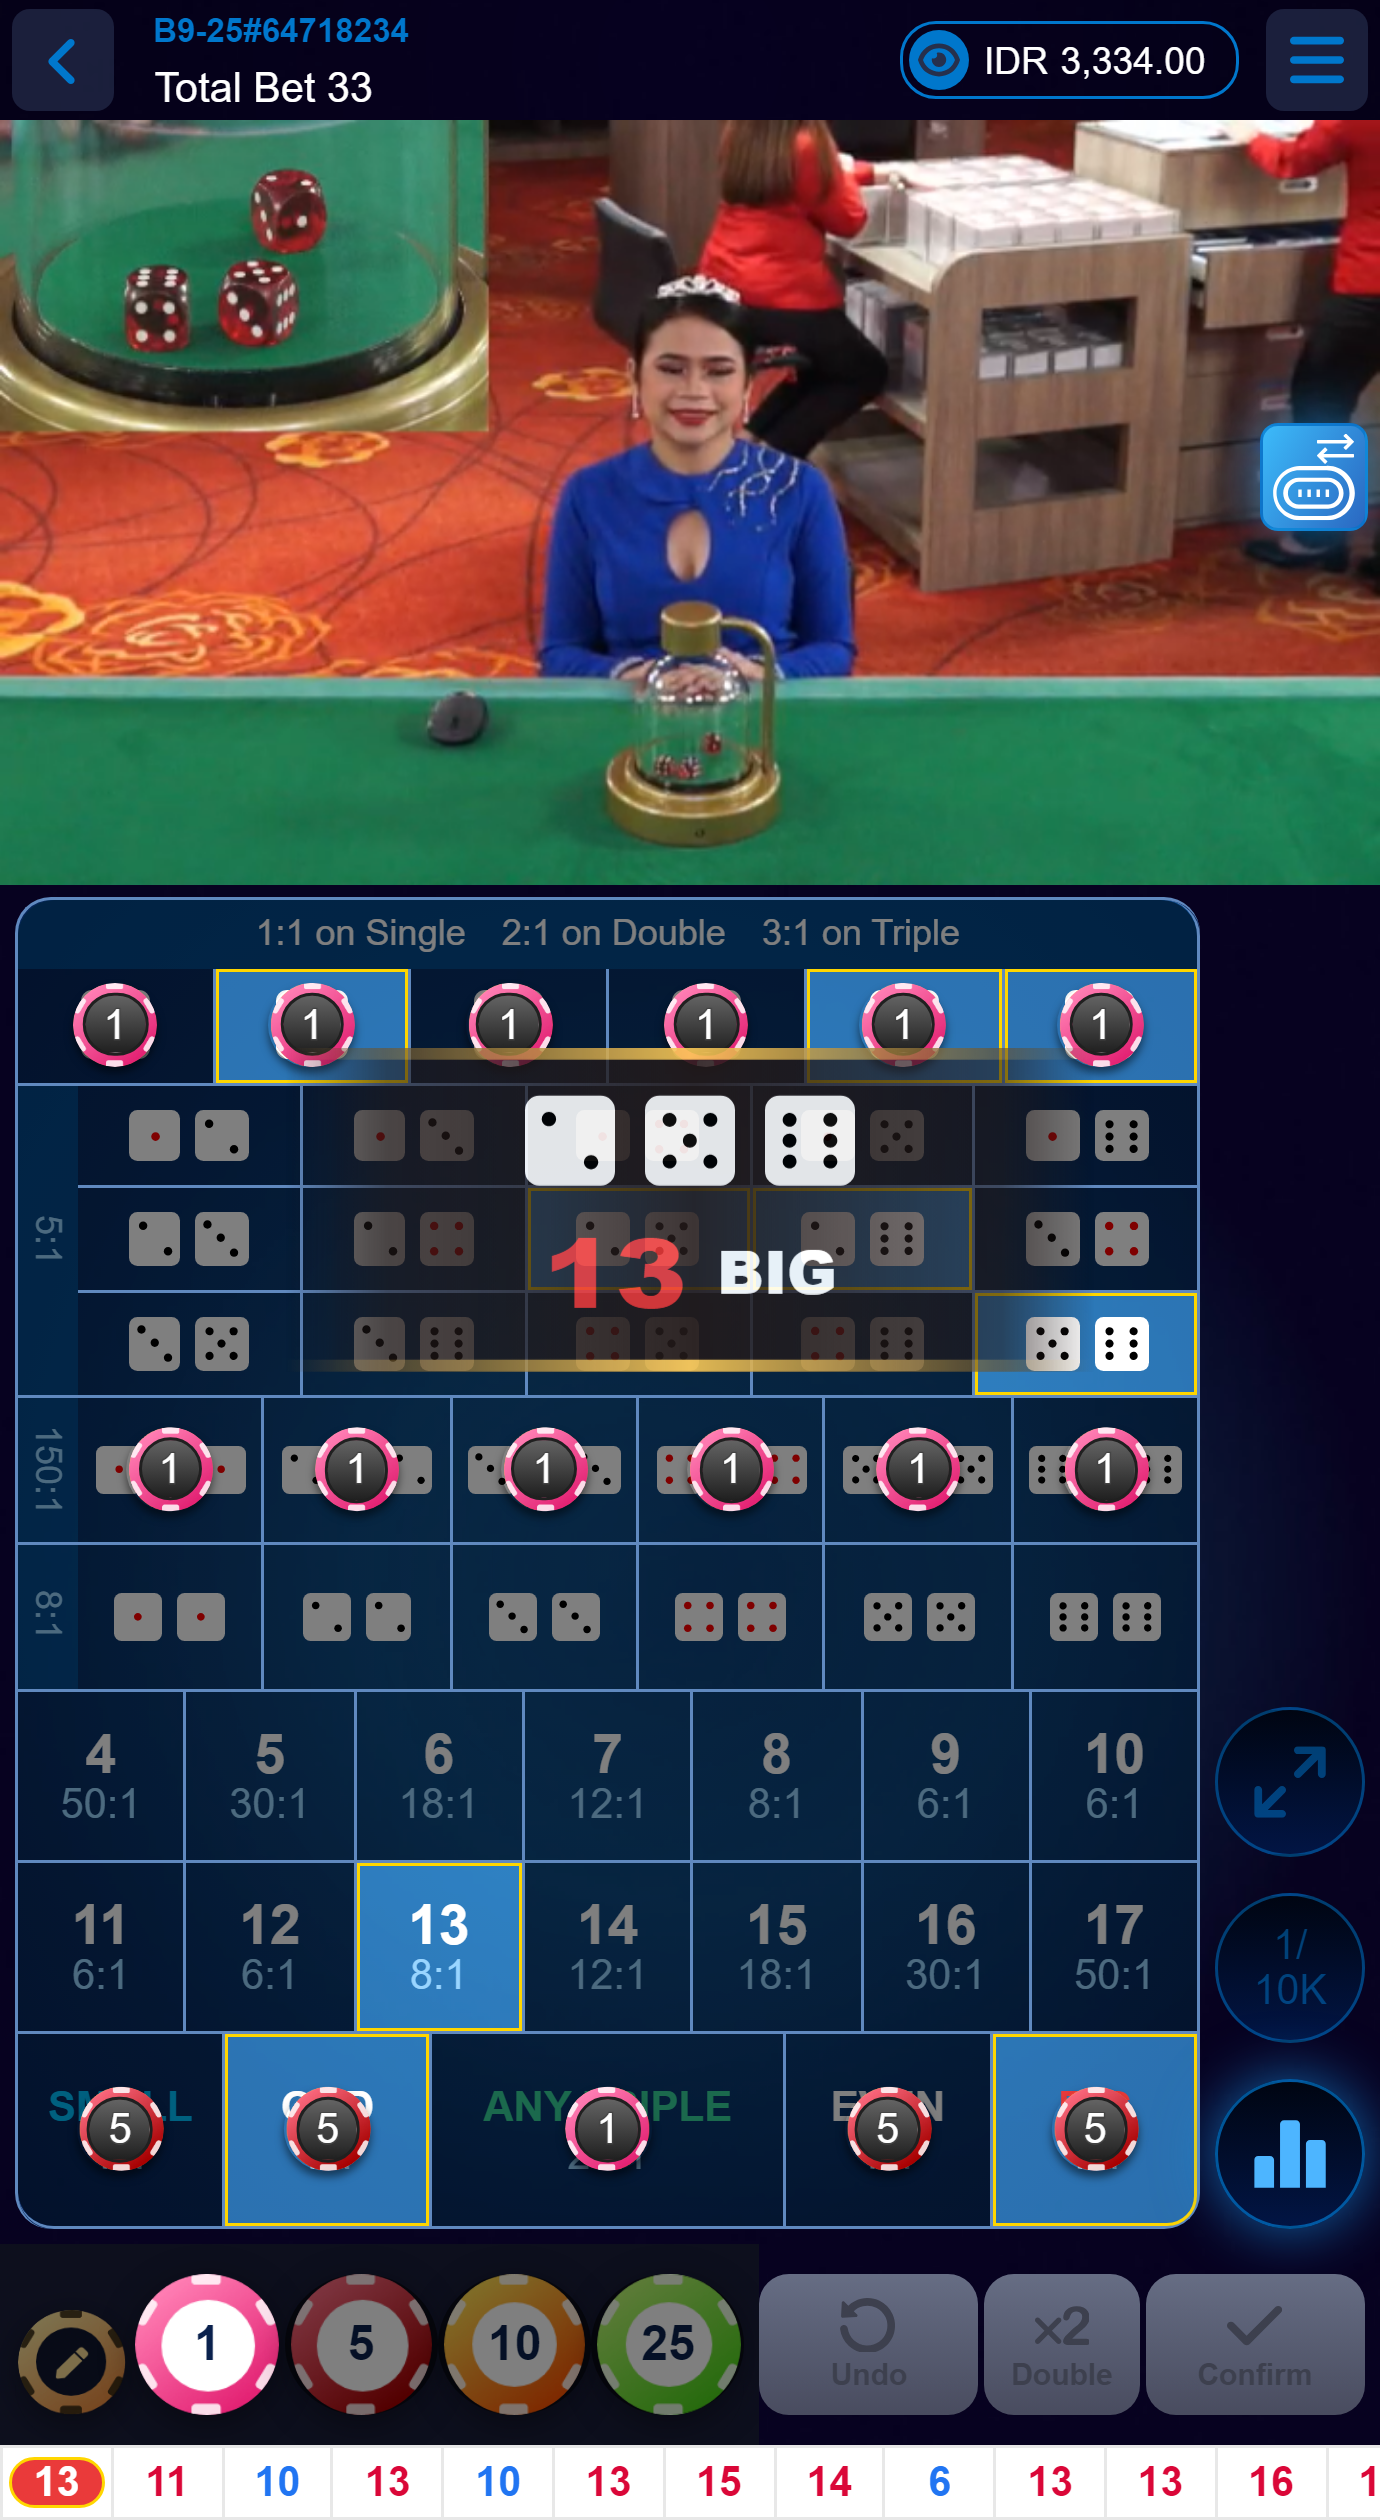 B9-25#64718234
Total Bet 33
IDR 3,334.00
1:1 on Single 2:1 on Double 3:1 on Triple
1 1 1 1 1 1
5:1
13 BIG
150:1
1 1 1 1 1 1
8:1
4 5 6 7 8 9 10
50:1 30:1 18:1 12:1 8:1 6:1 6:1
11 12 13 14 15 16 17
6:1 6:1 8:1 12:1 18:1 30:1 50:1
5 5 1 5 5
1/
10K
1 5 10 25
x2
Undo Double Confirm
13 11 10 13 10 13 15 14 6 13 13 16